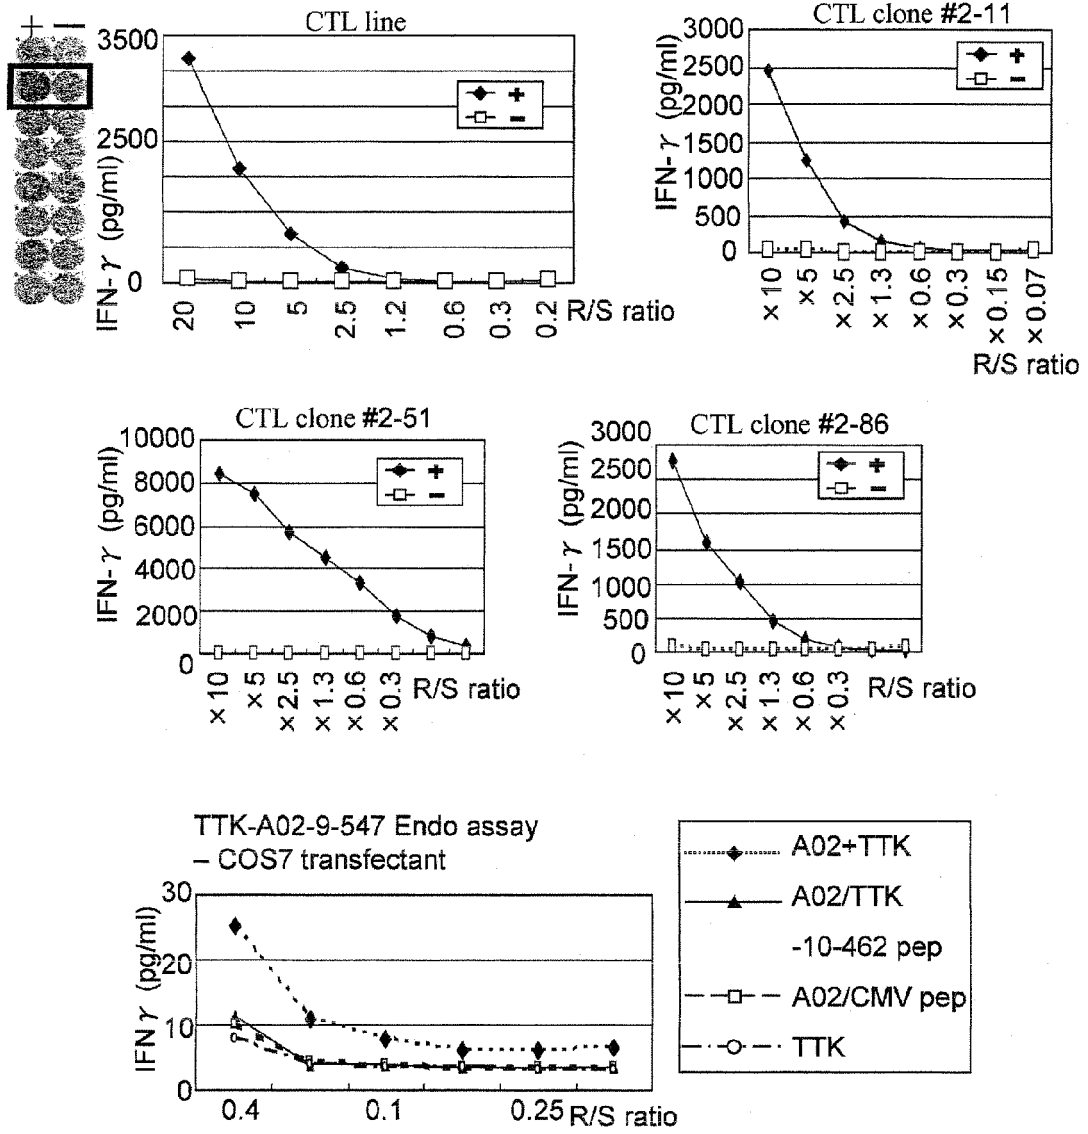 + −
CTL line
3500
2500
0
IFN-γ (pg/ml)
+
−
20 10 5 2.5 1.2 0.6 0.3 0.2
R/S ratio
CTL clone #2-11
3000
2500
2000
1500
1000
500
0
IFN-γ (pg/ml)
+
−
×10 ×5 ×2.5 ×1.3 ×0.6 ×0.3 ×0.15 ×0.07
R/S ratio
CTL clone #2-51
10000
8000
6000
4000
2000
0
IFN-γ (pg/ml)
+
−
×10 ×5 ×2.5 ×1.3 ×0.6 ×0.3
R/S ratio
CTL clone #2-86
3000
2500
2000
1500
1000
500
0
IFN-γ (pg/ml)
+
−
×10 ×5 ×2.5 ×1.3 ×0.6 ×0.3
R/S ratio
TTK-A02-9-547 Endo assay
– COS7 transfectant
30
20
10
0
IFNγ (pg/ml)
0.4 0.1 0.25
R/S ratio
A02+TTK
A02/TTK
-10-462 pep
A02/CMV pep
TTK